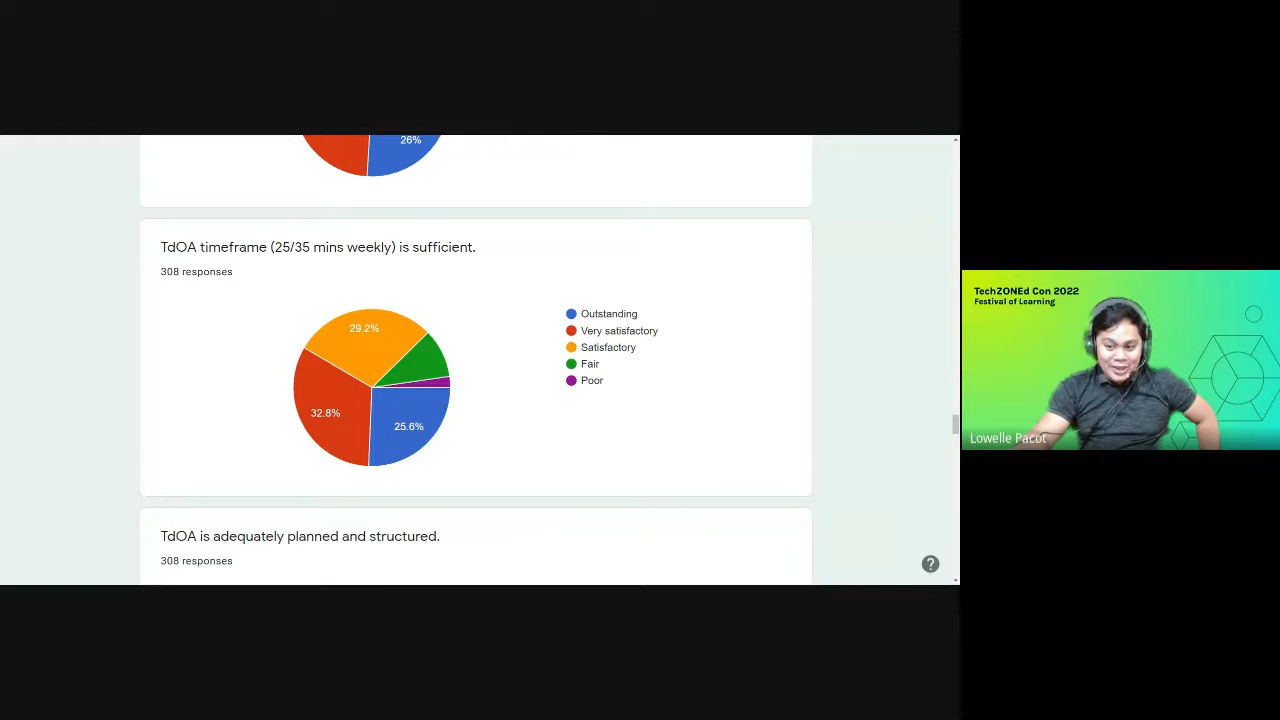 26%
TdOA timeframe (25/35 mins weekly) is sufficient.
308 responses
29.2%
32.8%
25.6%
Outstanding
Very satisfactory
Satisfactory
Fair
Poor
TdOA is adequately planned and structured.
308 responses
?
TechZONEd Con 2022
Festival of Learning
Lowelle Pacot